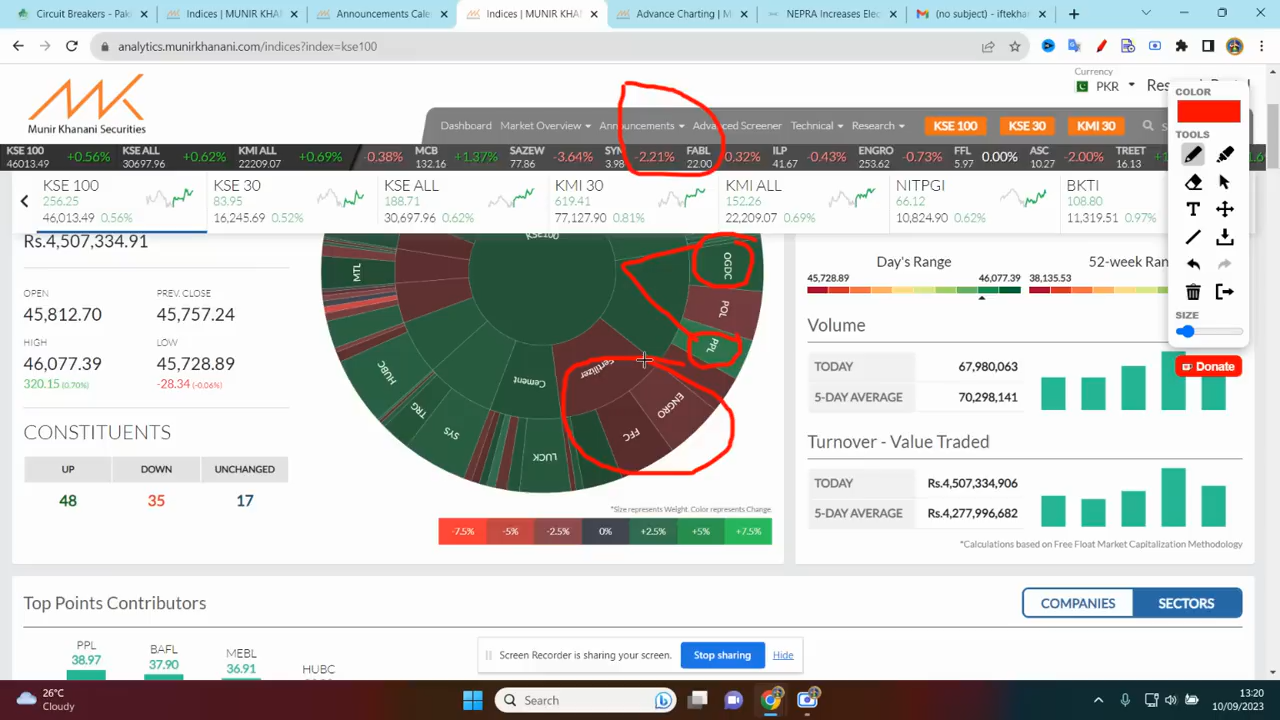 Circuit Breakers - Pak
Indices | MUNIR KHA
Announcements Cale
Indices | MUNIR KHA
Advance Charting | M
NEPRA Increases Elec
(no subject) - iftekha
analytics.munirkhanani.com/indices?index=kse100
Munir Khanani Securities
Currency
PKR
Dashboard Market Overview Announcements Advanced Screener Technical Research
KSE 100 KSE 30 KMI 30
KSE 100 46013.49 +0.56% KSE ALL 30697.96 +0.62% KMI ALL 22209.07 +0.69% -0.38% MCB 132.16 +1.37% SAZEW 77.86 -3.64% SYM 3.98 -2.21% FABL 22.00 -0.32% ILP 41.67 -0.43% ENGRO 253.62 -0.73% FFL 5.97 0.00% ASC 10.27 -2.00% TREET 16.13
KSE 100
256.25
46,013.49 0.56%
KSE 30
83.95
16,245.69 0.52%
KSE ALL
188.71
30,697.96 0.62%
KMI 30
619.41
77,127.90 0.81%
KMI ALL
152.26
22,209.07 0.69%
NITPGI
66.12
10,824.90 0.62%
BKTI
108.80
11,319.51 0.97%
Rs.4,507,334.91
OPEN
45,812.70
PREV. CLOSE
45,757.24
HIGH
46,077.39
320.15 (0.70%)
LOW
45,728.89
-28.34 (-0.06%)
CONSTITUENTS
UP DOWN UNCHANGED
48 35 17
KSE100
MTL
OGDC
POL
PPL
Fertilizer
ENGRO
FFC
Cement
LUCK
SYS
TRG
HUBC
*Size represents Weight. Color represents Change.
-7.5% -5% -2.5% 0% +2.5% +5% +7.5%
Day's Range
45,728.89 46,077.39
52-week Ran
38,135.53
Volume
TODAY 67,980,063
5-DAY AVERAGE 70,298,141
Turnover - Value Traded
TODAY Rs.4,507,334,906
5-DAY AVERAGE Rs.4,277,996,682
*Calculations based on Free Float Market Capitalization Methodology
Top Points Contributors
COMPANIES SECTORS
PPL
38.97
BAFL
37.90
MEBL
36.91
HUBC
COLOR
TOOLS
T
SIZE
Donate
Screen Recorder is sharing your screen.
Stop sharing
Hide
26°C
Cloudy
Search
13:20
10/09/2023